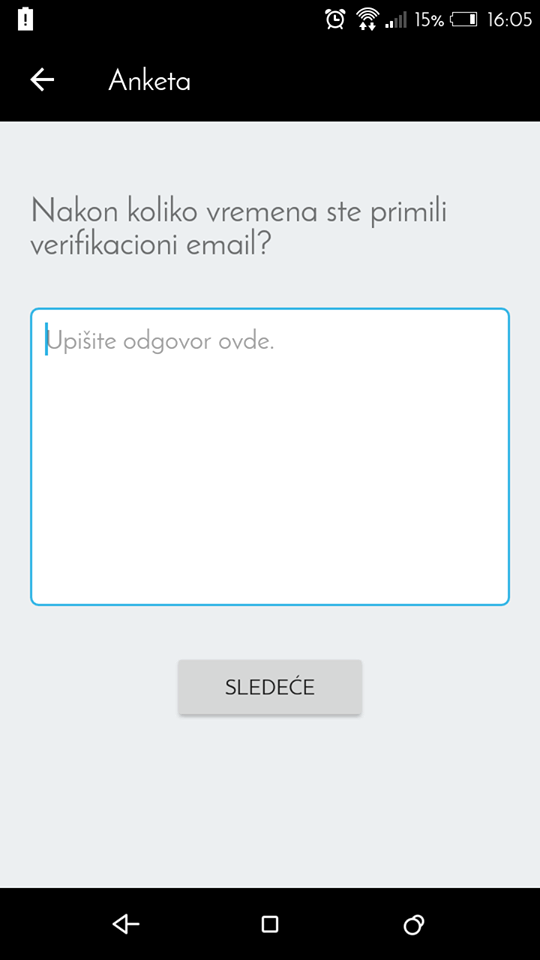 15% 16:05
Anketa
Nakon koliko vremena ste primili
verifikacioni email?
Upišite odgovor ovde.
SLEDEĆE